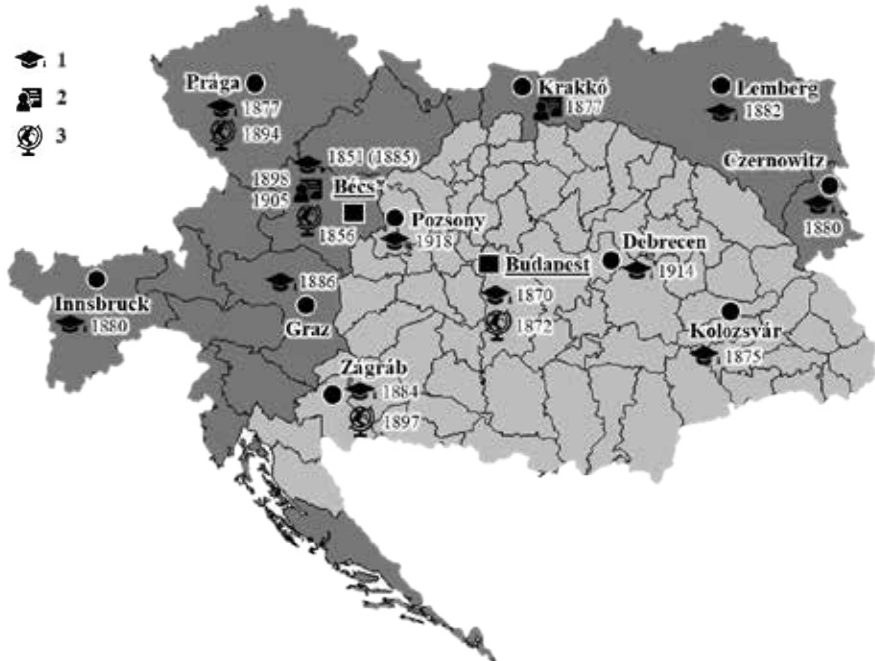 1
2
3
Prága
1877
1894
Krakkó
1877
Lemberg
1882
Czernowitz
1880
1851 (1885)
1898
1905
Bécs
1856
Pozsony
1918
Budapest
1870
1872
Debrecen
1914
Kolozsvár
1875
Innsbruck
1880
1886
Graz
Zágráb
1884
1897